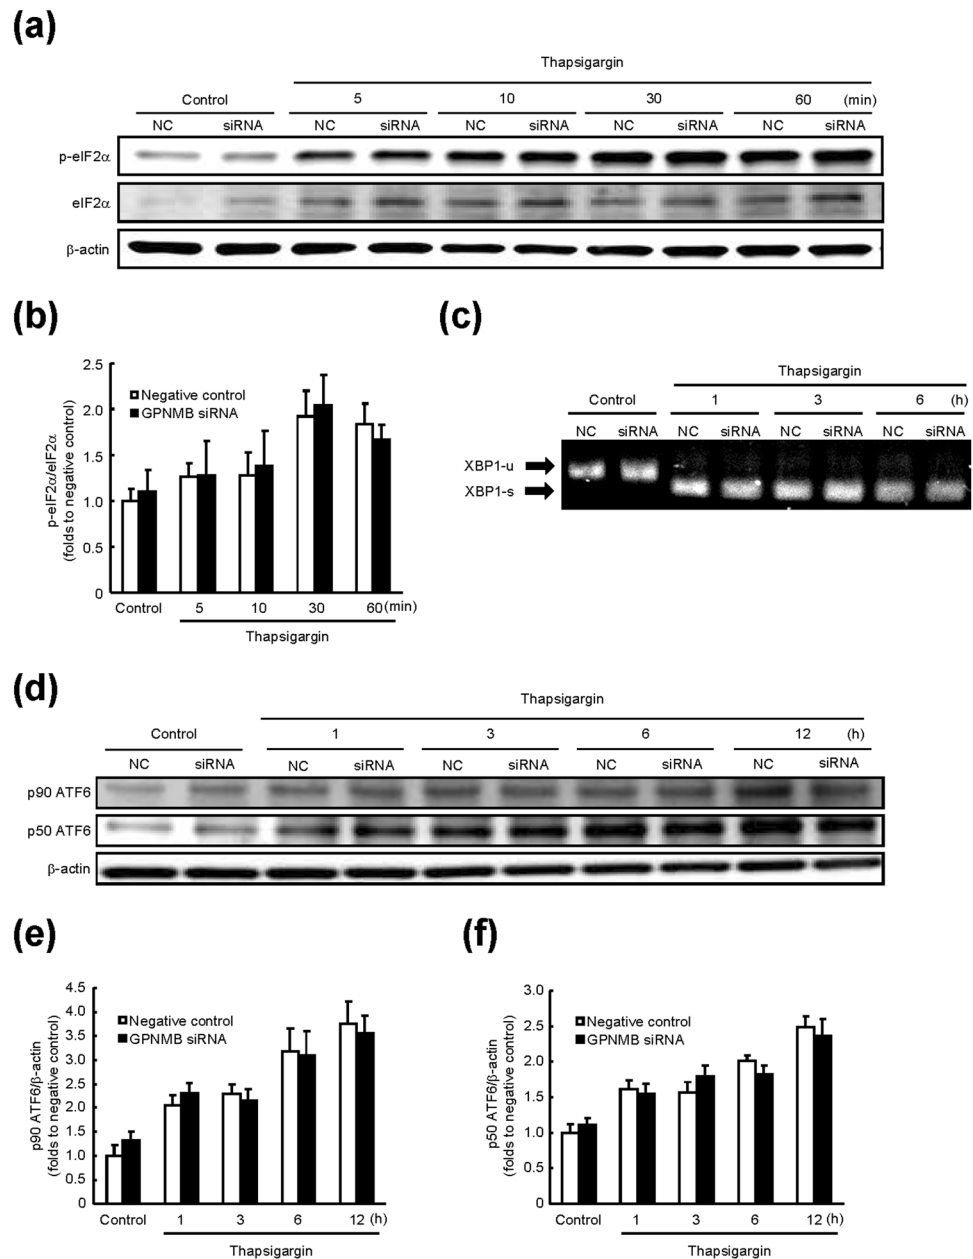 (a)
Thapsigargin
Control 5 10 30 60 (min)
NC siRNA NC siRNA NC siRNA NC siRNA NC siRNA
p-eIF2α
eIF2α
β-actin
(b)
p-eIF2α/eIF2α
(folds to negative control)
2.5
2.0
1.5
1.0
0.5
0
Negative control
GPNMB siRNA
Control 5 10 30 60 (min)
Thapsigargin
(c)
Thapsigargin
Control 1 3 6 (h)
NC siRNA NC siRNA NC siRNA NC siRNA
XBP1-u
XBP1-s
(d)
Thapsigargin
Control 1 3 6 12 (h)
NC siRNA NC siRNA NC siRNA NC siRNA NC siRNA
p90 ATF6
p50 ATF6
β-actin
(e)
p90 ATF6/β-actin
(folds to negative control)
4.5
4.0
3.5
3.0
2.5
2.0
1.0
0.5
0
Negative control
GPNMB siRNA
Control 1 3 6 12 (h)
Thapsigargin
(f)
p50 ATF6/β-actin
(folds to negative control)
3.0
2.5
2.0
1.5
1.0
0.5
0
Negative control
GPNMB siRNA
Control 1 3 6 12 (h)
Thapsigargin